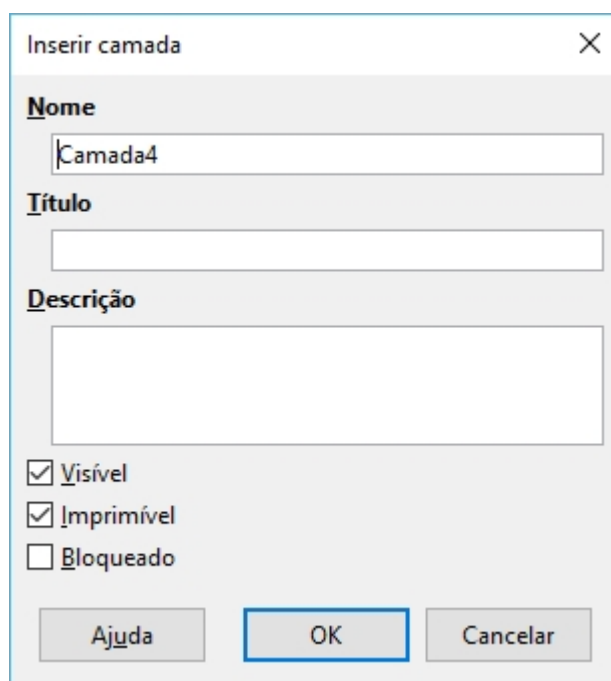 Inserir camada
Nome
Camada4
Título
Descrição
Visível
Imprimível
Bloqueado
Ajuda OK Cancelar